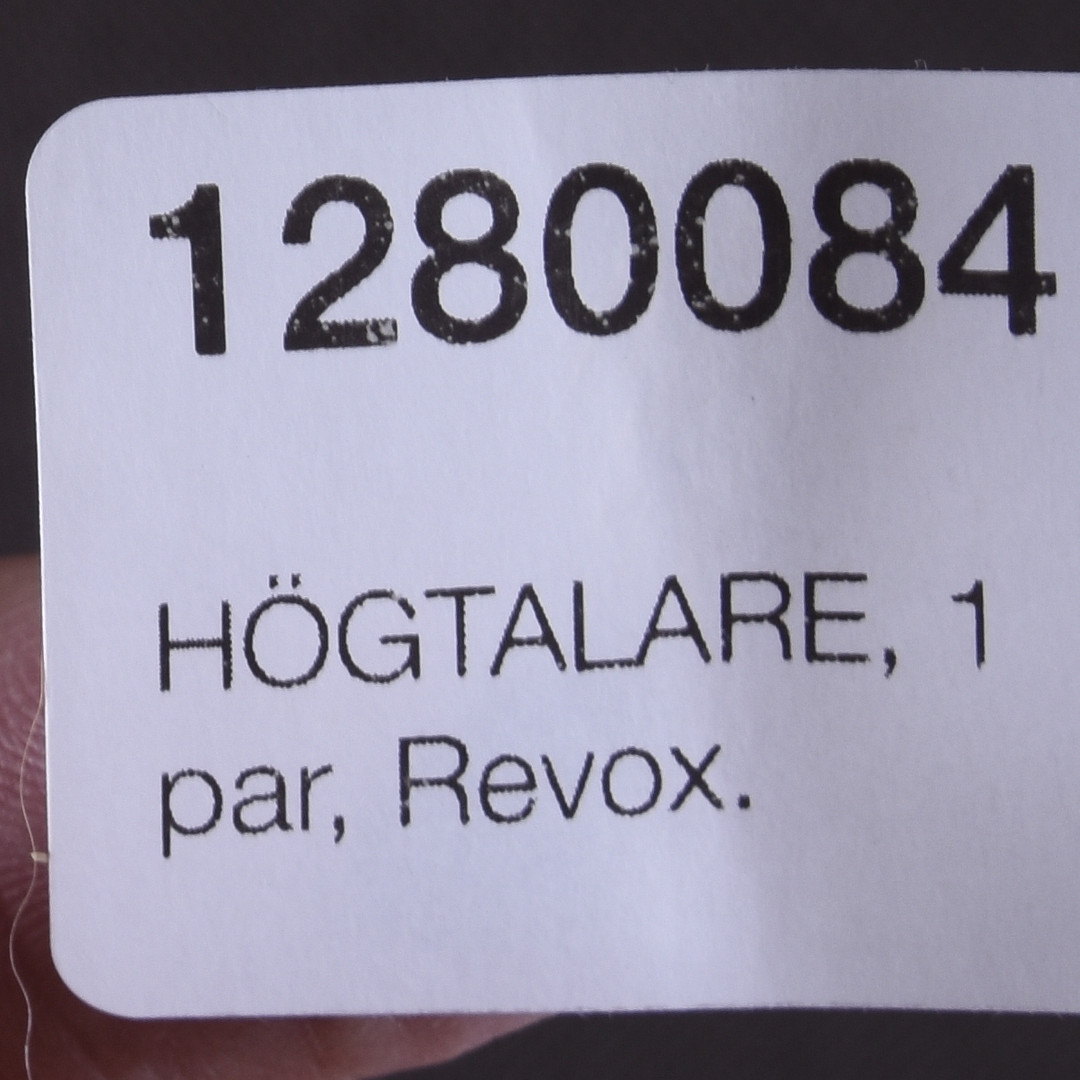 1280084
HÖGTALARE, 1
par, Revox.